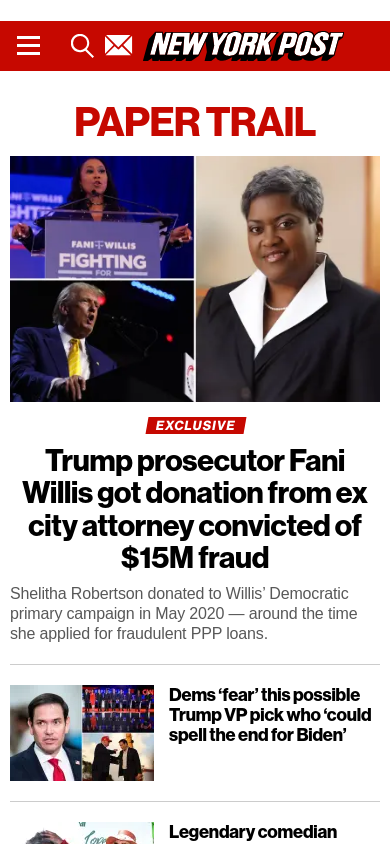 NEW YORK POST
PAPER TRAIL
FANI WILLIS
FIGHTING
FOR
EXCLUSIVE
Trump prosecutor Fani
Willis got donation from ex
city attorney convicted of
$15M fraud
Shelitha Robertson donated to Willis’ Democratic
primary campaign in May 2020 — around the time
she applied for fraudulent PPP loans.
Dems ‘fear’ this possible
Trump VP pick who ‘could
spell the end for Biden’
Legendary comedian